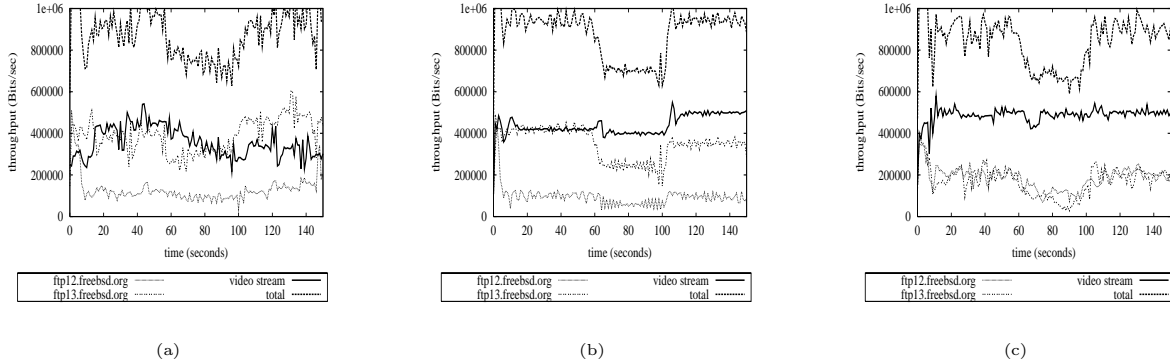 1e+06
800000
600000
400000
200000
0
throughput (Bits/sec)
0 20 40 60 80 100 120 140
time (seconds)
ftp12.freebsd.org video stream
ftp13.freebsd.org total
(a)
1e+06
800000
600000
400000
200000
0
throughput (Bits/sec)
0 20 40 60 80 100 120 140
time (seconds)
ftp12.freebsd.org video stream
ftp13.freebsd.org total
(b)
1e+06
800000
600000
400000
200000
0
throughput (Bits/sec)
0 20 40 60 80 100 120 140
time (seconds)
ftp12.freebsd.org video stream
ftp13.freebsd.org total
(c)